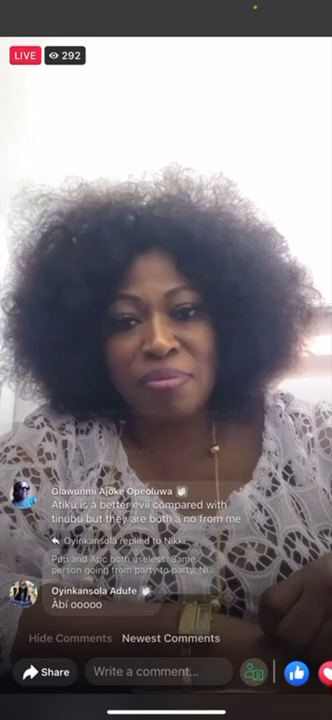 LIVE 292
Olawunmi Ajoke Opeoluwa
Atiku is a better evil compared with
tinubu but they are both a no from me
Oyinkansola replied to Nikki
Pdp and Apc both useless. Same
person going from party to party. Ni...
Oyinkansola Adufe
Àbí ooooo
Hide Comments Newest Comments
Share Write a comment...